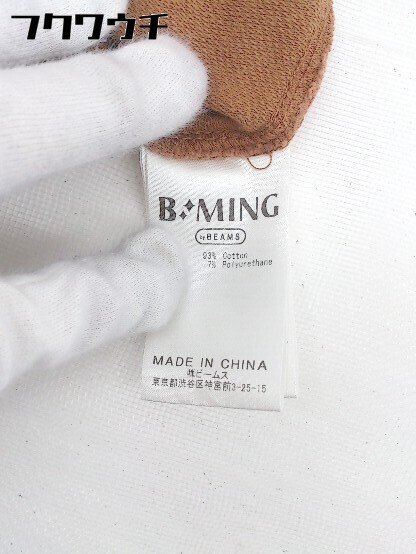 フクワウチ
B:MING
by BEAMS
93% Cotton
7% Polyurethane
MADE IN CHINA
㈱ビームス
東京都渋谷区神宮前3-25-15